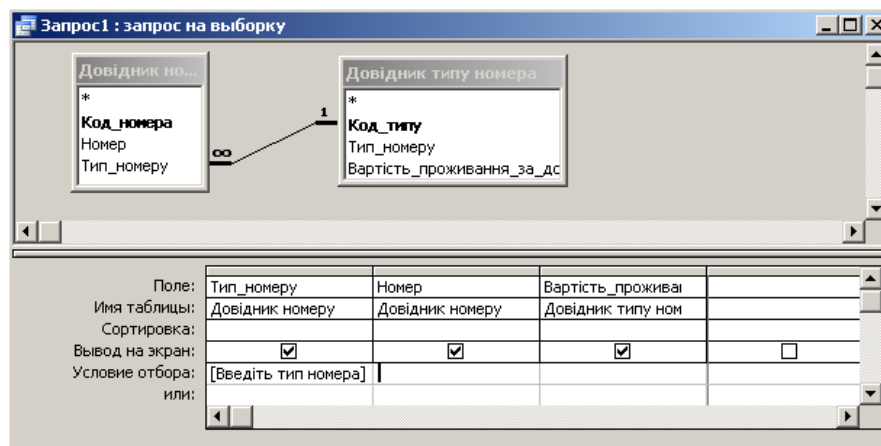 Запрос1 : запрос на выборку
Довідник но...
*
Код_номера
Номер
Тип_номеру
∞
1
Довідник типу номера
*
Код_типу
Тип_номеру
Вартість_проживання_за_дс
Поле: Тип_номеру Номер Вартість_проживаі
Имя таблицы: Довідник номеру Довідник номеру Довідник типу ном
Сортировка:
Вывод на экран:
Условие отбора: [Введіть тип номера]
или: